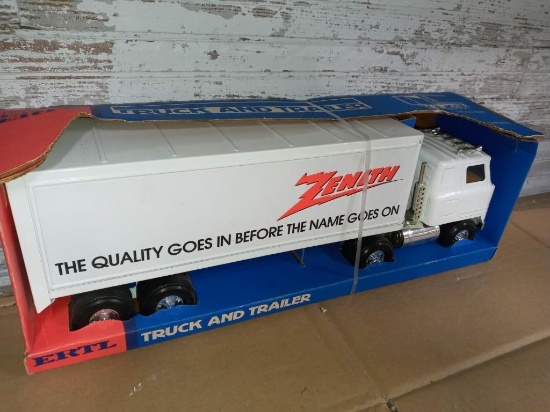 TRUCK AND TRAILER
ZENITH
THE QUALITY GOES IN BEFORE THE NAME GOES ON
TRUCK AND TRAILER
ERTL